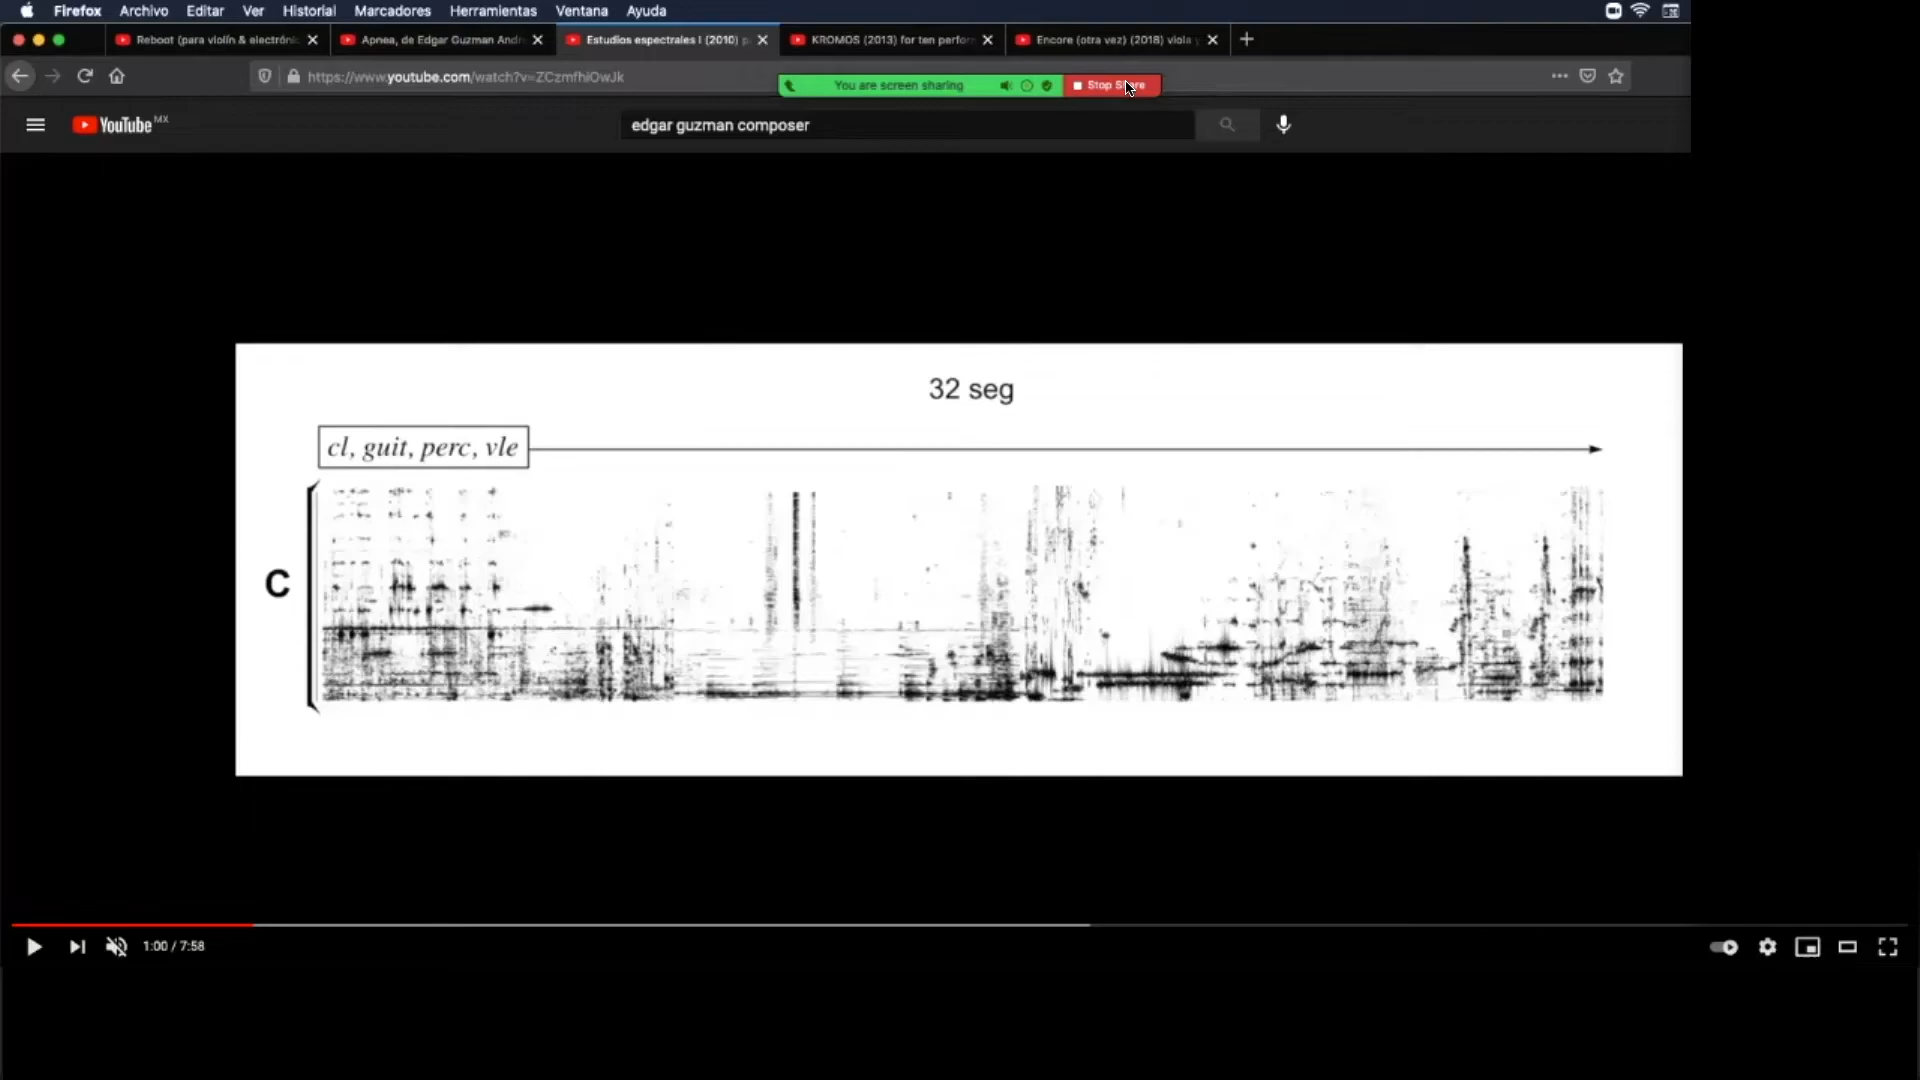 Firefox Archivo Editar Ver Historial Marcadores Herramientas Ventana Ayuda
Reboot (para violín & electróni
Apnea, de Edgar Guzman Andr
Estudios espectrales I (2010) p
KROMOS (2013) for ten perfor
Encore (otra vez) (2018) viola y
https://www.youtube.com/watch?v=ZCzmfhiOwJk
You are screen sharing
Stop Share
YouTube MX
edgar guzman composer
32 seg
cl, guit, perc, vle
C
1:00 / 7:58